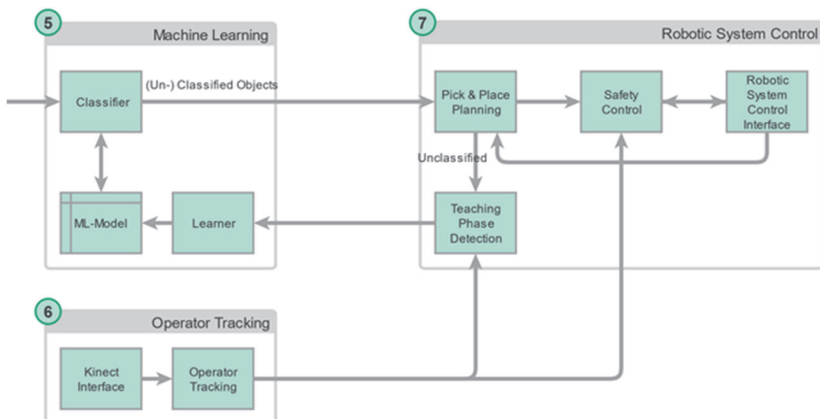 5
Machine Learning
Classifier
(Un-) Classified Objects
ML-Model
Learner
7
Robotic System Control
Pick & Place
Planning
Safety
Control
Robotic
System
Control
Interface
Unclassified
Teaching
Phase
Detection
6
Operator Tracking
Kinect
Interface
Operator
Tracking